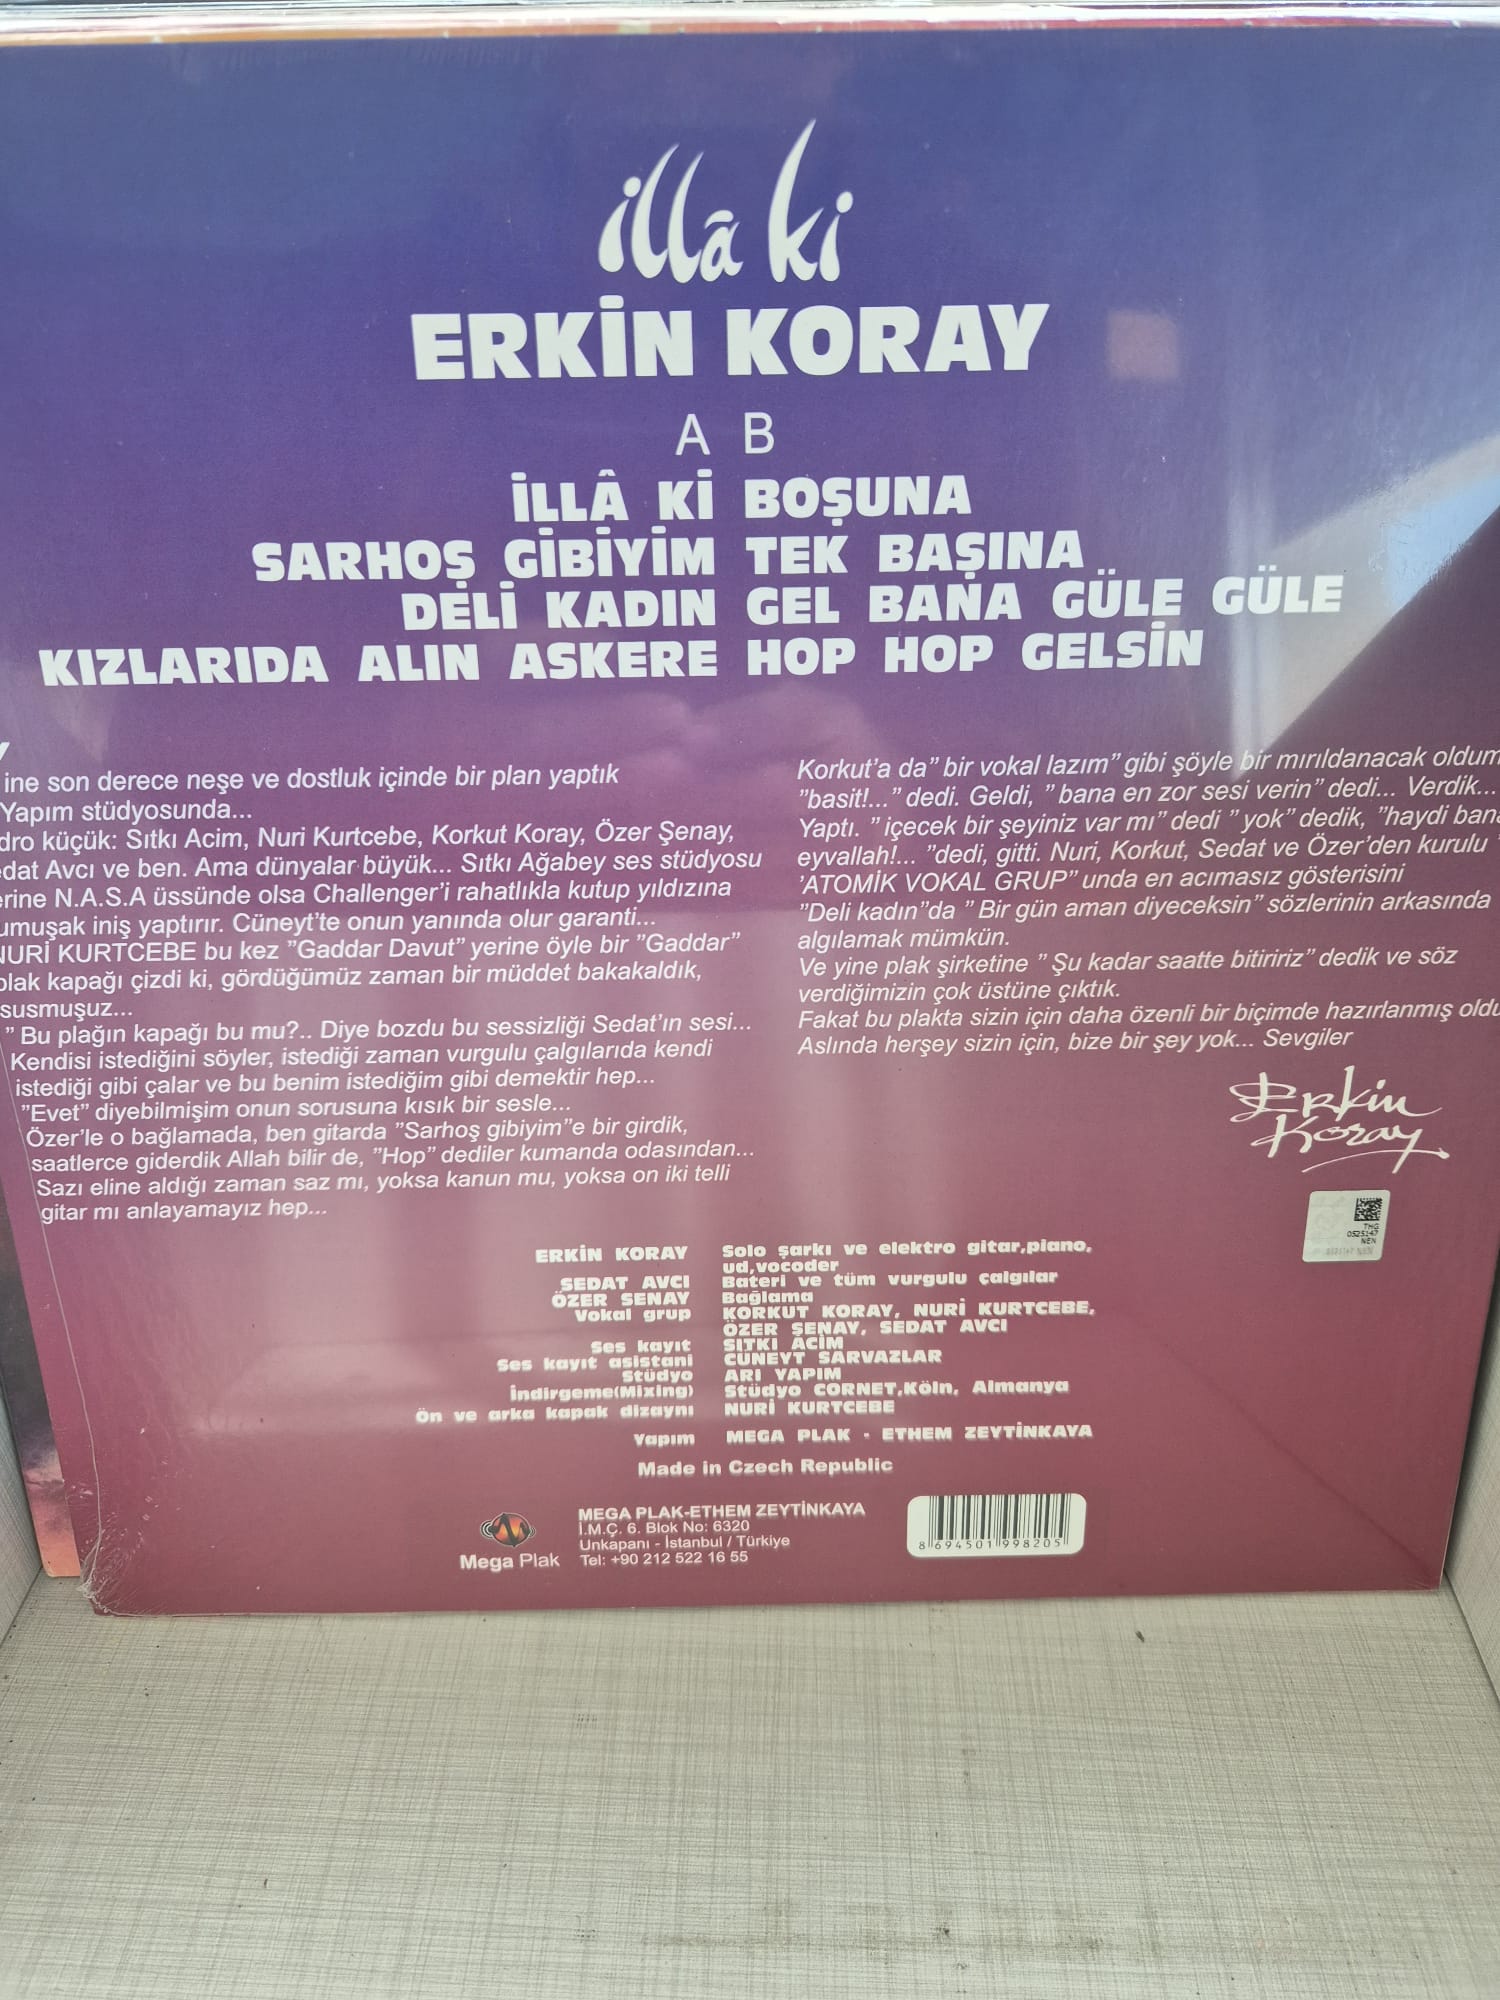 illā ki
ERKİN KORAY
A B
İLLÂ Kİ BOŞUNA
SARHOŞ GİBİYİM TEK BAŞINA
DELİ KADIN GEL BANA GÜLE GÜLE
KIZLARIDA ALIN ASKERE HOP HOP GELSİN
ine son derece neşe ve dostluk içinde bir plan yaptık
Yapım stüdyosunda...
dro küçük: Sıtkı Acim, Nuri Kurtcebe, Korkut Koray, Özer Şenay,
edat Avcı ve ben. Ama dünyalar büyük... Sıtkı Ağabey ses stüdyosu
erine N.A.S.A üssünde olsa Challenger'i rahatlıkla kutup yıldızına
umuşak iniş yaptırır. Cüneyt'te onun yanında olur garanti...
NURİ KURTCEBE bu kez "Gaddar Davut" yerine öyle bir "Gaddar"
plak kapağı çizdi ki, gördüğümüz zaman bir müddet bakakaldık,
susmuşuz...
" Bu plağın kapağı bu mu?.. Diye bozdu bu sessizliği Sedat'ın sesi...
Kendisi istediğini söyler, istediği zaman vurgulu çalgılarıda kendi
istediği gibi çalar ve bu benim istediğim gibi demektir hep...
"Evet" diyebilmişim onun sorusuna kısık bir sesle...
Özer'le o bağlamada, ben gitarda "Sarhoş gibiyim"e bir girdik,
saatlerce giderdik Allah bilir de, "Hop" dediler kumanda odasından...
Sazı eline aldığı zaman saz mı, yoksa kanun mu, yoksa on iki telli
gitar mı anlayamayız hep...
Korkut'a da" bir vokal lazım" gibi şöyle bir mırıldanacak oldum
"basit!..." dedi. Geldi, " bana en zor sesi verin" dedi... Verdik...
Yaptı. " içecek bir şeyiniz var mı" dedi " yok" dedik, "haydi bana
eyvallah!... "dedi, gitti. Nuri, Korkut, Sedat ve Özer'den kurulu "
'ATOMİK VOKAL GRUP" unda en acımasız gösterisini
"Deli kadın"da " Bir gün aman diyeceksin" sözlerinin arkasında
algılamak mümkün.
Ve yine plak şirketine " Şu kadar saatte bitiririz" dedik ve söz
verdiğimizin çok üstüne çıktık.
Fakat bu plakta sizin için daha özenli bir biçimde hazırlanmış oldu
Aslında herşey sizin için, bize bir şey yok... Sevgiler
Erkin
Koray
THG
0525147
NEN
ERKİN KORAY Solo şarkı ve elektro gitar,piano,
ud,vocoder
SEDAT AVCI Bateri ve tüm vurgulu çalgılar
ÖZER SENAY Bağlama
Vokal grup KORKUT KORAY, NURİ KURTCEBE,
ÖZER ŞENAY, SEDAT AVCI
Ses kayıt SITKI ACİM
Ses kayıt asistani CÜNEYT SARVAZLAR
Stüdyo ARI YAPIM
İndirgeme(Mixing) Stüdyo CORNET,Köln, Almanya
Ön ve arka kapak dizaynı NURİ KURTCEBE
Yapım MEGA PLAK - ETHEM ZEYTİNKAYA
Made in Czech Republic
Mega Plak
MEGA PLAK-ETHEM ZEYTİNKAYA
İ.M.Ç. 6. Blok No: 6320
Unkapanı - İstanbul / Türkiye
Tel: +90 212 522 16 55
8 694501 998205